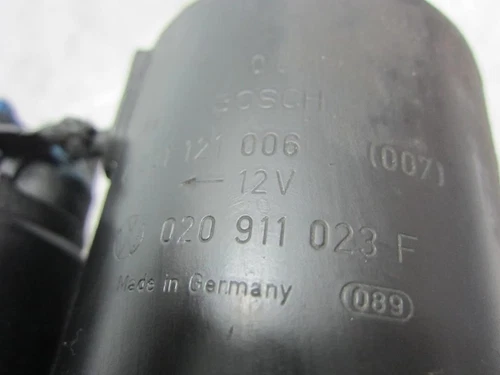 BOSCH
121 006 (007)
← 12V
020 911 023 F
Made in Germany 089